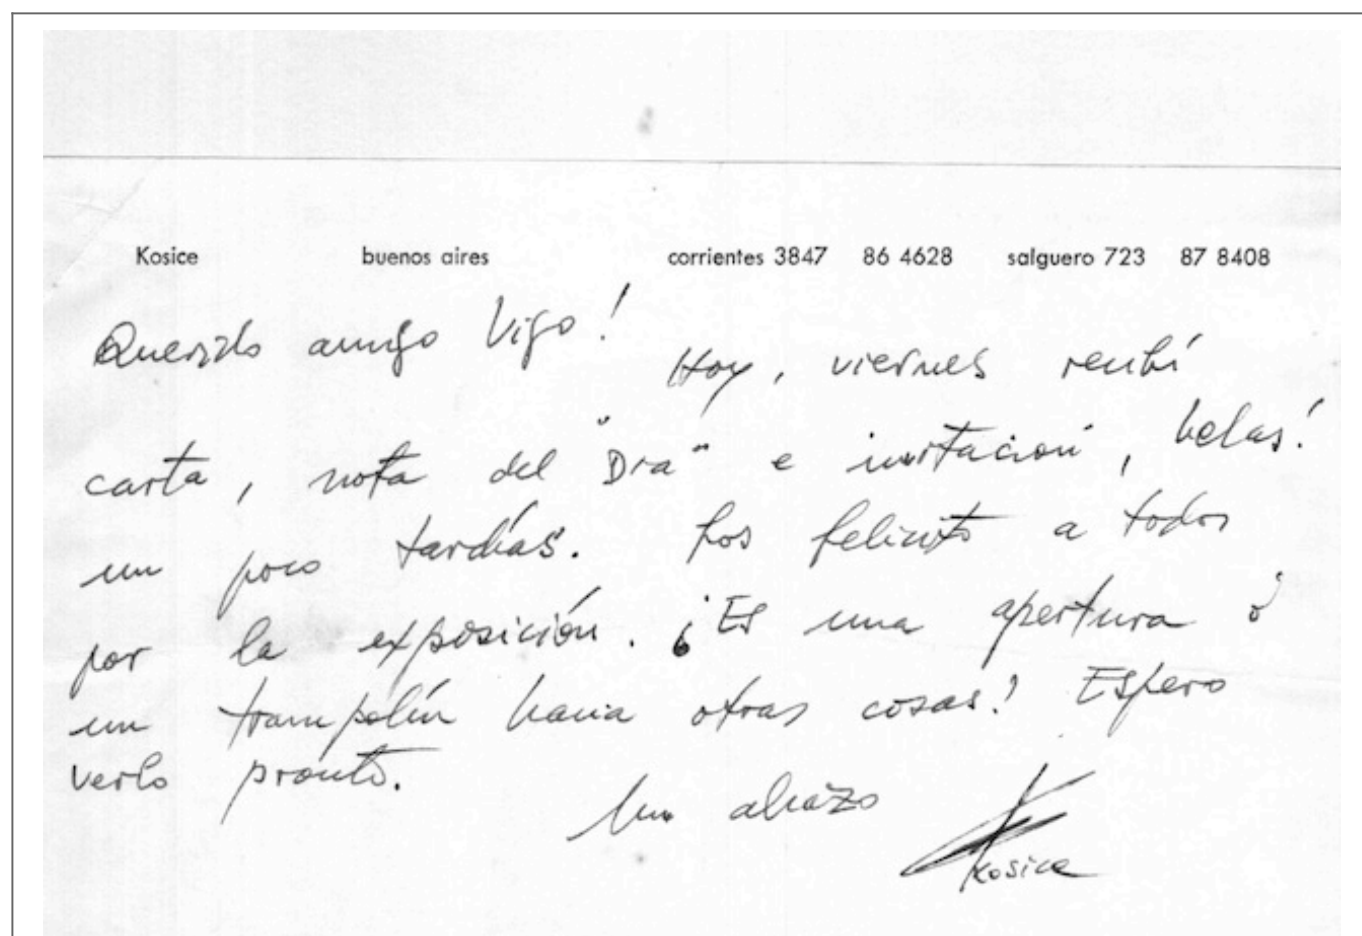 Kosice buenos aires corrientes 3847 86 4628 salguero 723 87 8408
Querido amigo Vigo!
Hoy, viernes recibí
carta, nota del "Dia" e invitación, helas!
un poco tardías. Los felicito a todos
por la exposición. ¿Es una apertura ó
un trampolín hacia otras cosas? Espero
verlo pronto.
Un abrazo
Kosice